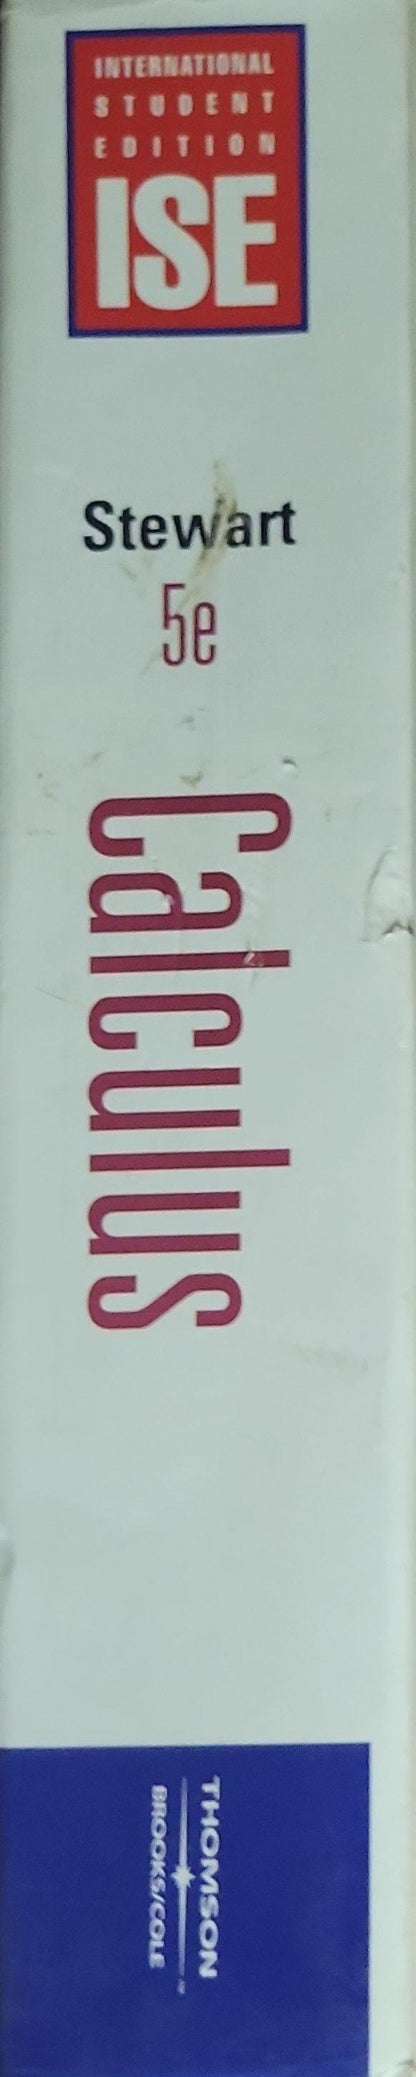 INTERNATIONAL
STUDENT
EDITION
ISE
Stewart
5e
Calculus
THOMSON
BROOKS/COLE